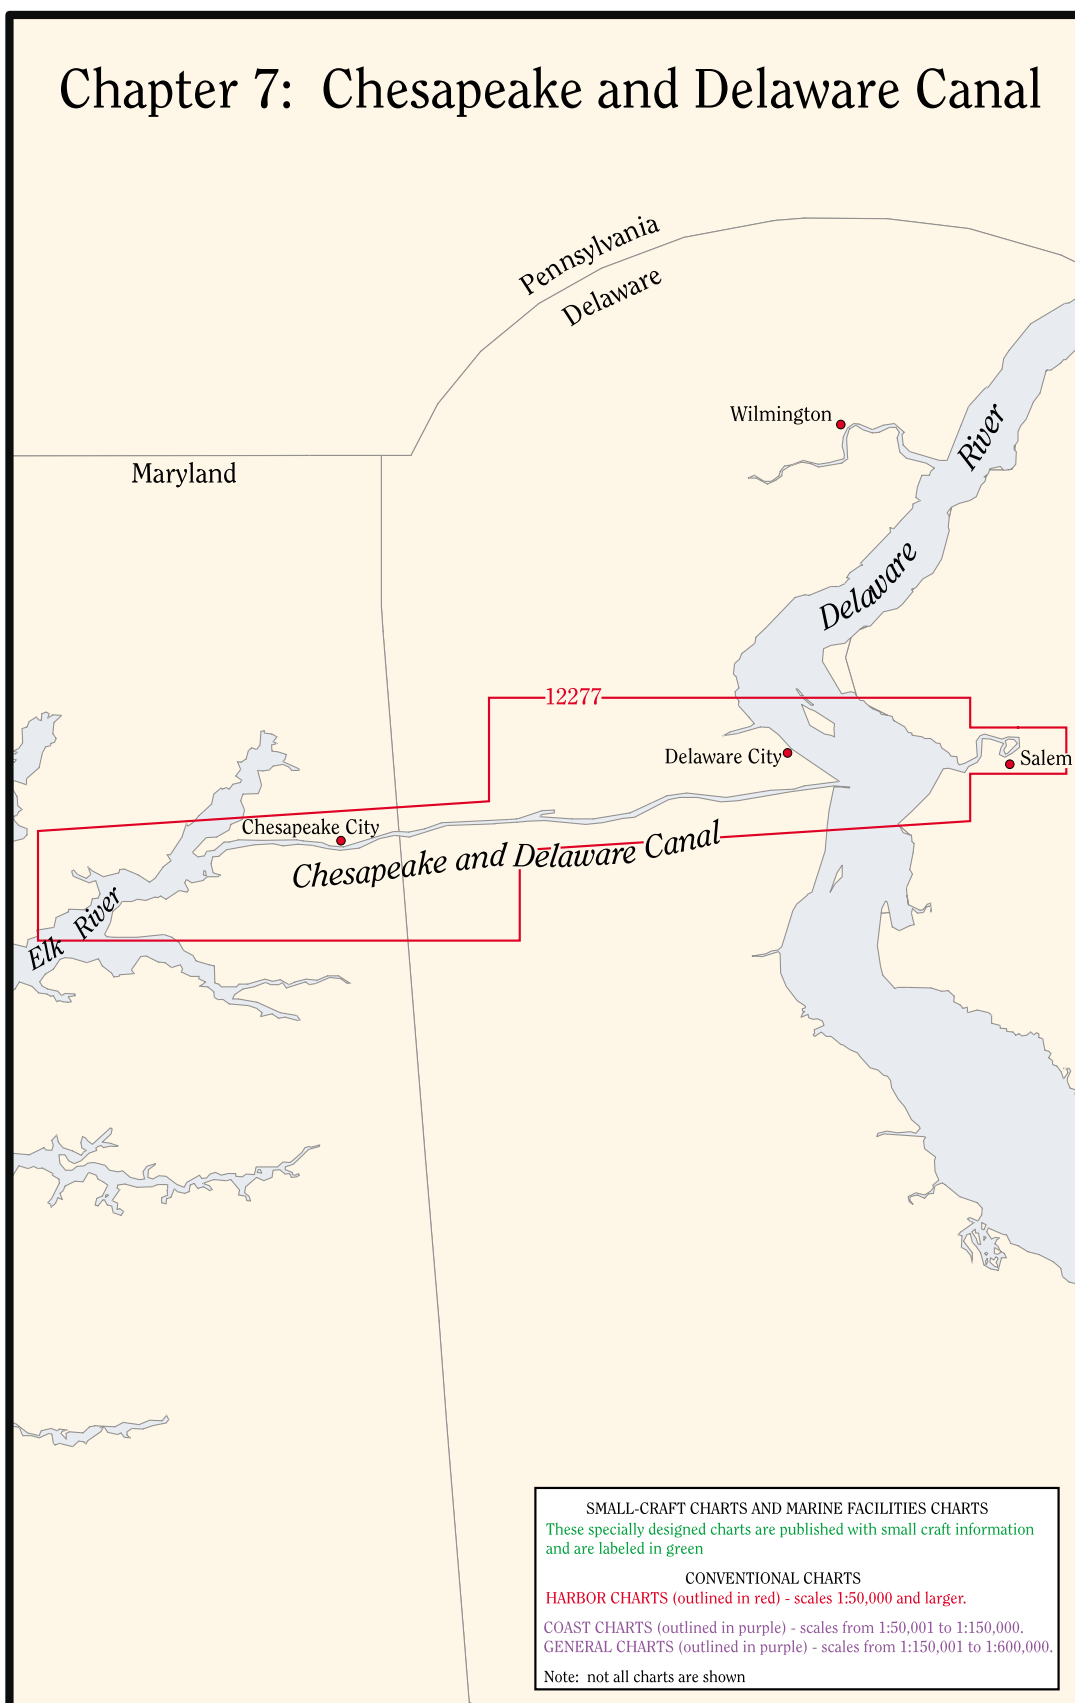 Chapter 7: Chesapeake and Delaware Canal
Pennsylvania
Delaware
Wilmington
River
Maryland
Delaware
12277
Delaware City
Salem
Chesapeake City
Chesapeake and Delaware Canal
Elk River
SMALL-CRAFT CHARTS AND MARINE FACILITIES CHARTS
These specially designed charts are published with small craft information
and are labeled in green
CONVENTIONAL CHARTS
HARBOR CHARTS (outlined in red) - scales 1:50,000 and larger.
COAST CHARTS (outlined in purple) - scales from 1:50,001 to 1:150,000.
GENERAL CHARTS (outlined in purple) - scales from 1:150,001 to 1:600,000.
Note: not all charts are shown